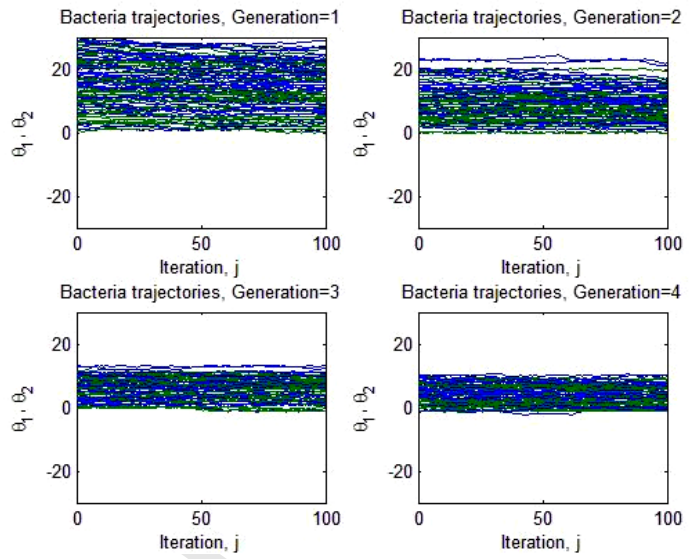 Bacteria trajectories, Generation=1
20
0
-20
θ1, θ2
0
50
100
Iteration, j
Bacteria trajectories, Generation=2
20
0
-20
θ1, θ2
0
50
100
Iteration, j
Bacteria trajectories, Generation=3
20
0
-20
θ1, θ2
0
50
100
Iteration, j
Bacteria trajectories, Generation=4
20
0
-20
θ1, θ2
0
50
100
Iteration, j